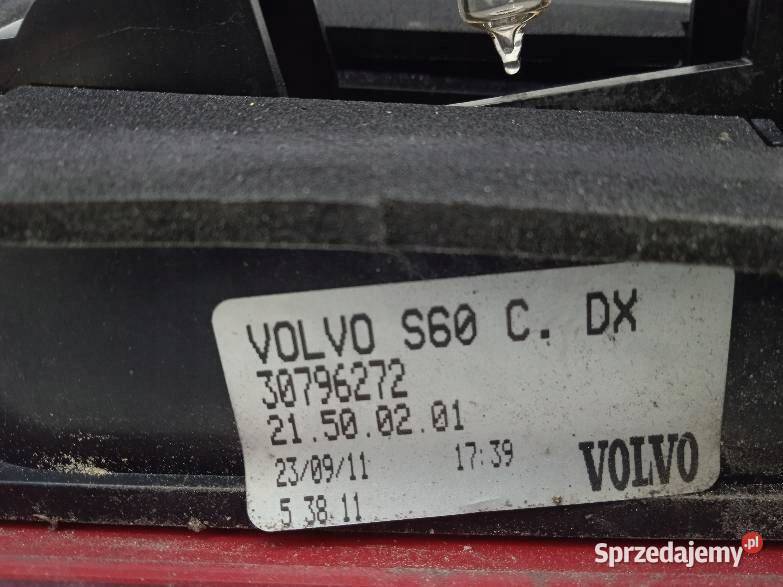 VOLVO S60 C. DX
30796272
21.50.02.01
23/09/11 17:39
VOLVO
5 38 11
Sprzedajemy.pl